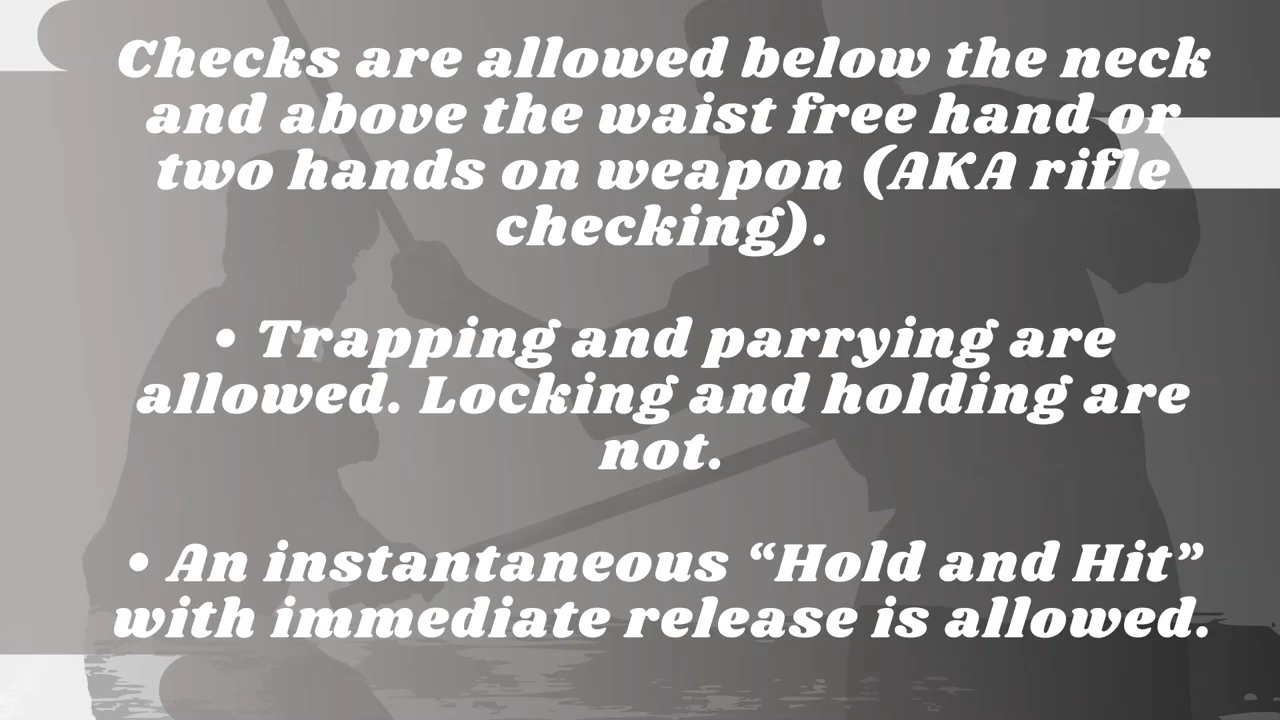 Checks are allowed below the neck
and above the waist free hand or
two hands on weapon (AKA rifle
checking).
• Trapping and parrying are
allowed. Locking and holding are
not.
• An instantaneous “Hold and Hit”
with immediate release is allowed.